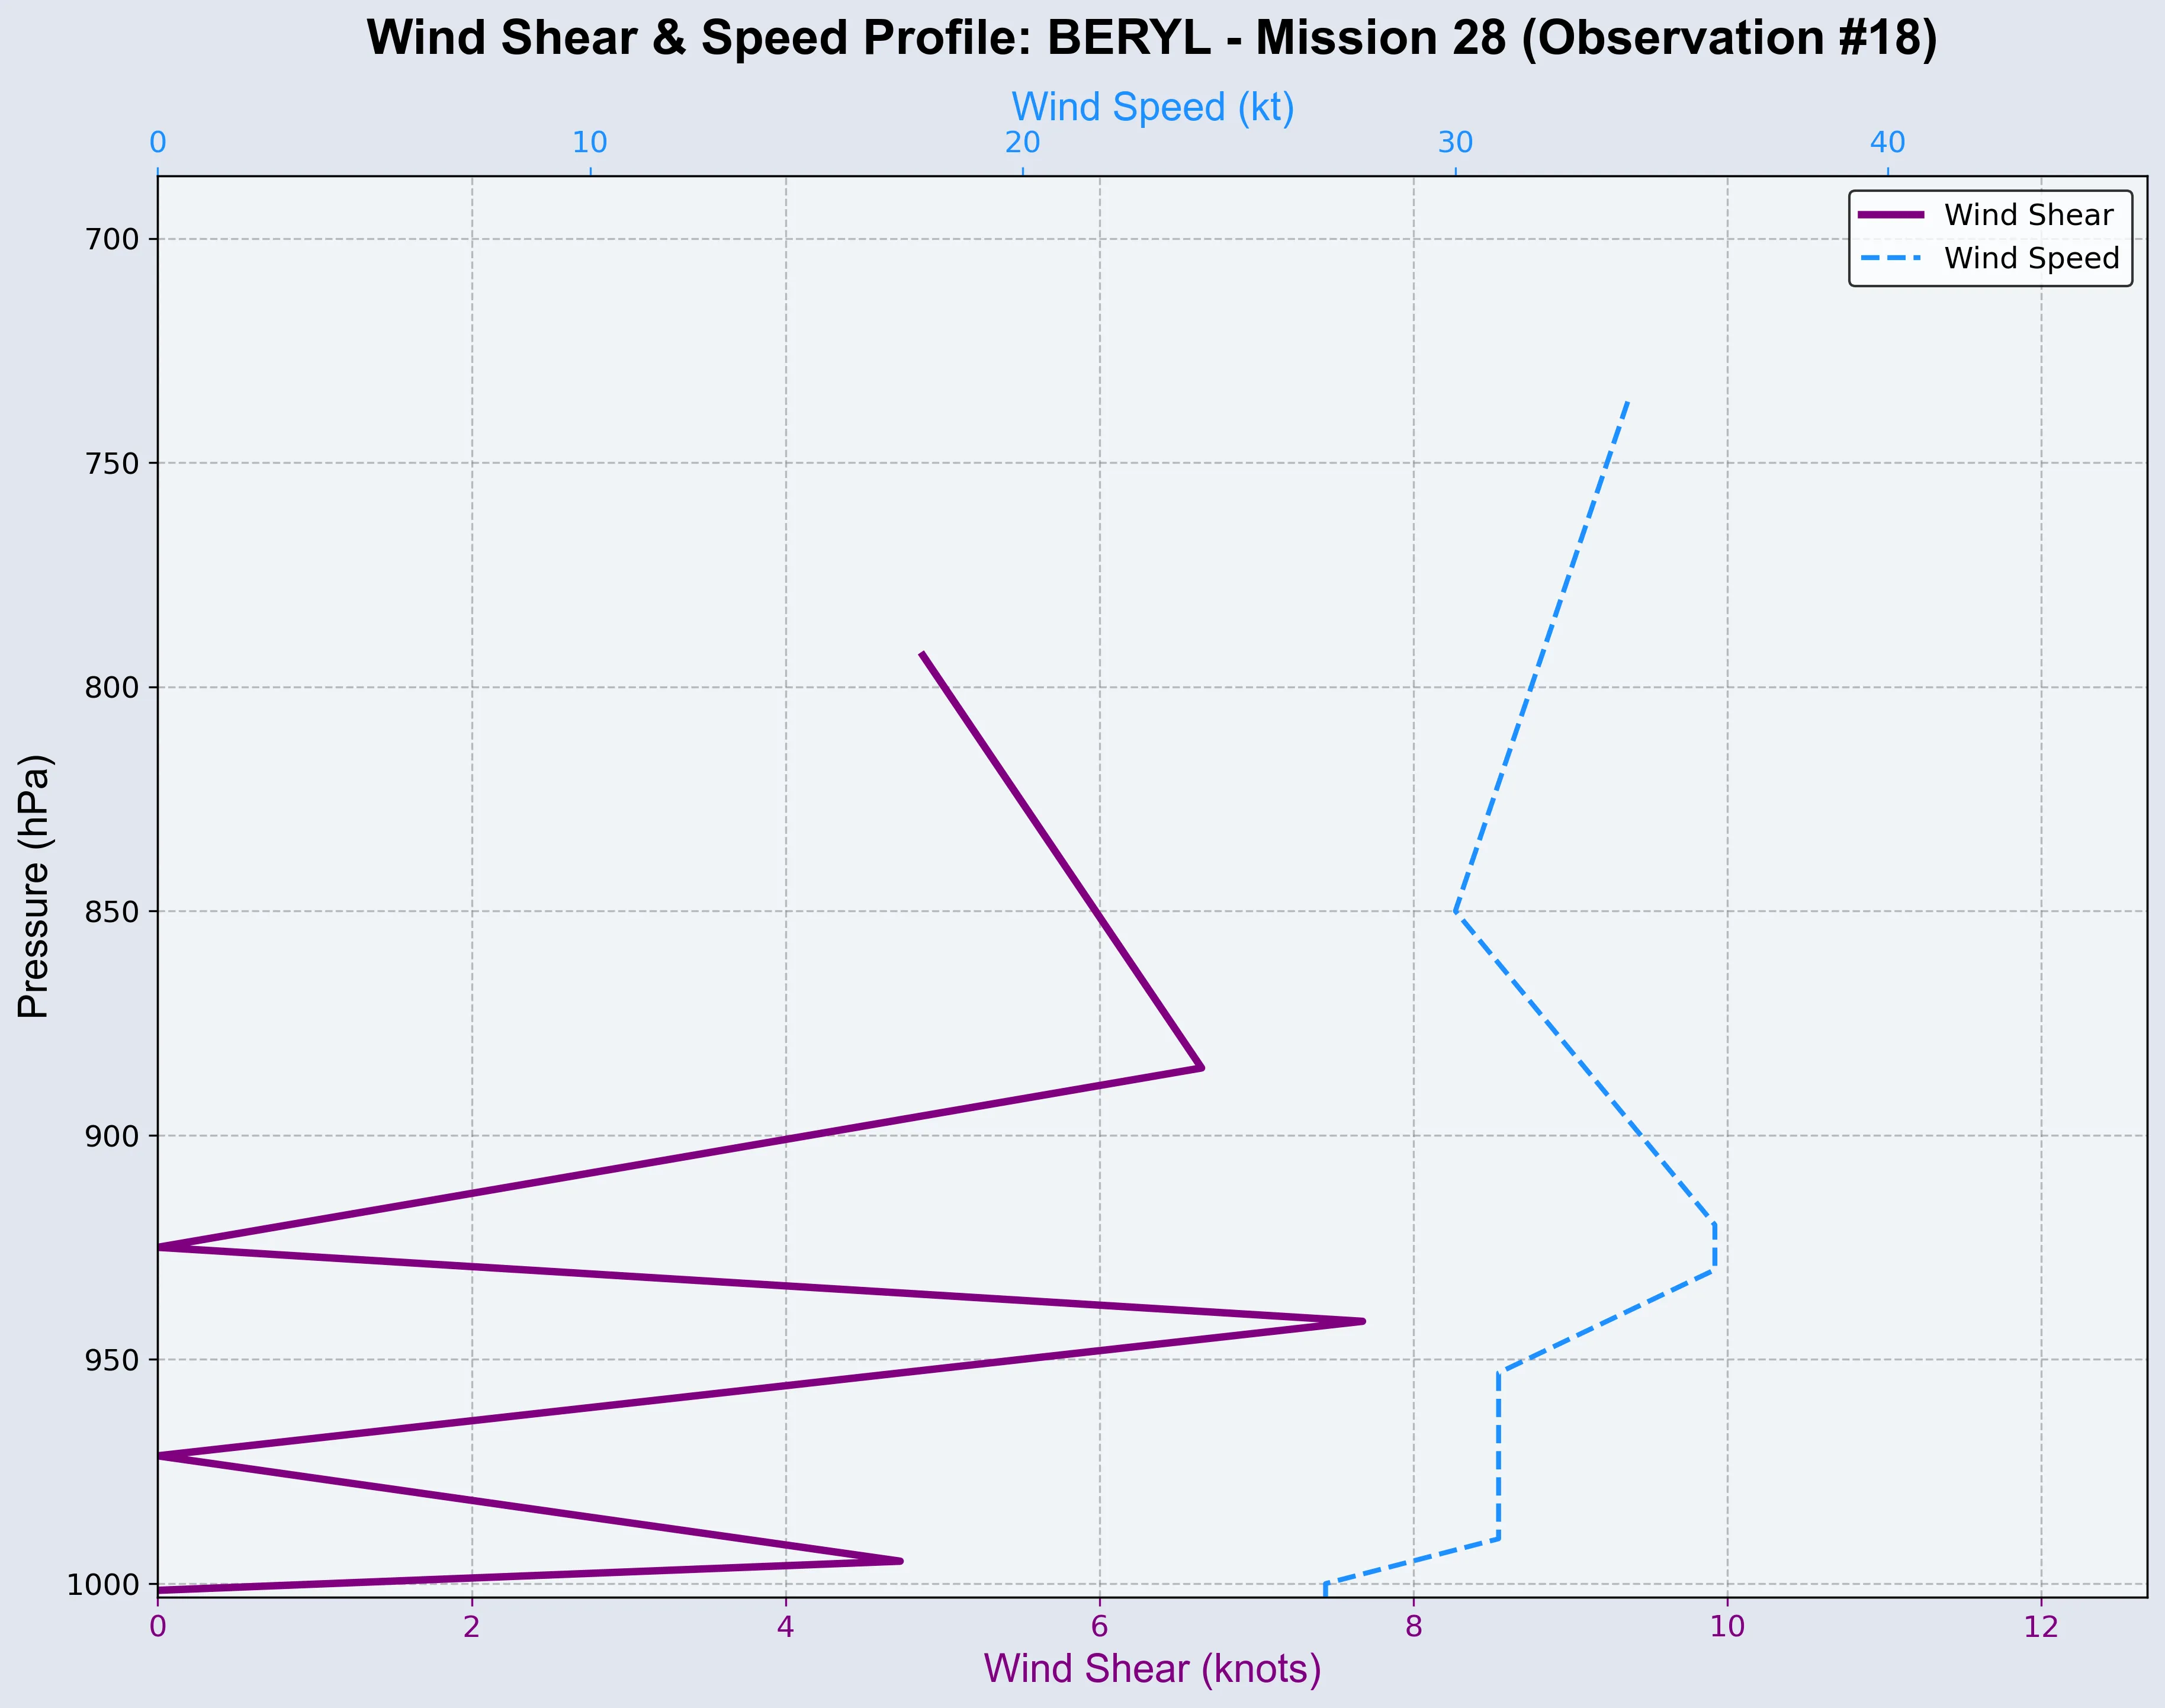 Wind Shear & Speed Profile: BERYL - Mission 28 (Observation #18)
Wind Speed (kt)
0 10 20 30 40
Wind Shear
Wind Speed
Pressure (hPa)
700
750
800
850
900
950
1000
0 2 4 6 8 10 12
Wind Shear (knots)